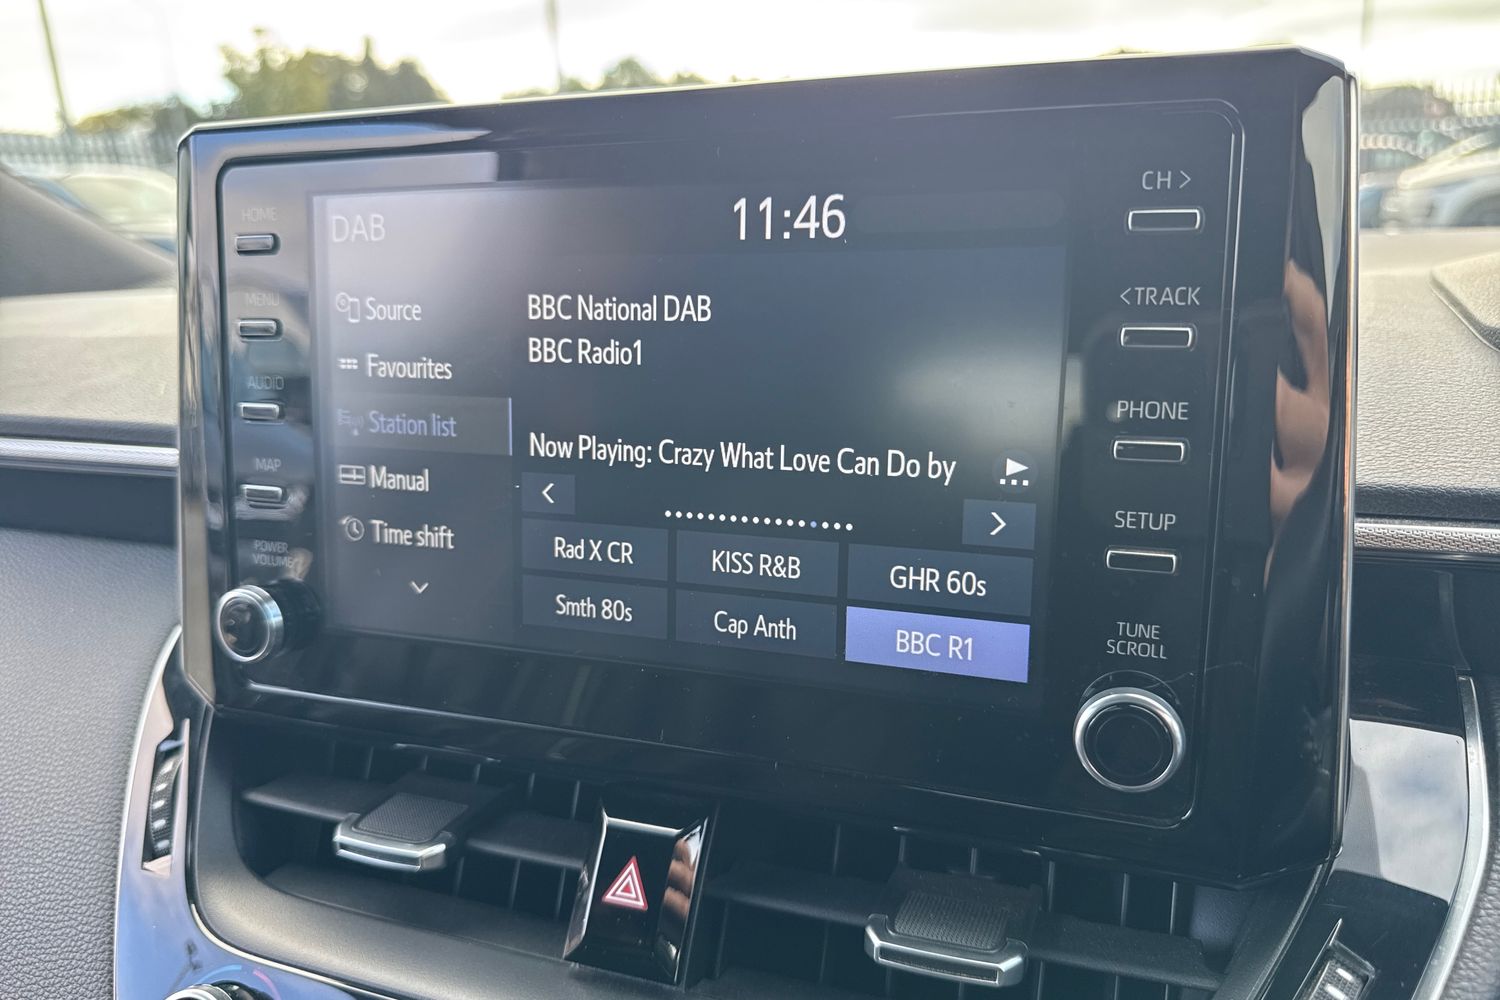 HOME
MENU
AUDIO
MAP
POWER
VOLUME
DAB
11:46
Source
Favourites
Station list
Manual
Time shift
BBC National DAB
BBC Radio1
Now Playing: Crazy What Love Can Do by
Rad X CR
KISS R&B
GHR 60s
Smth 80s
Cap Anth
BBC R1
CH >
< TRACK
PHONE
SETUP
TUNE
SCROLL